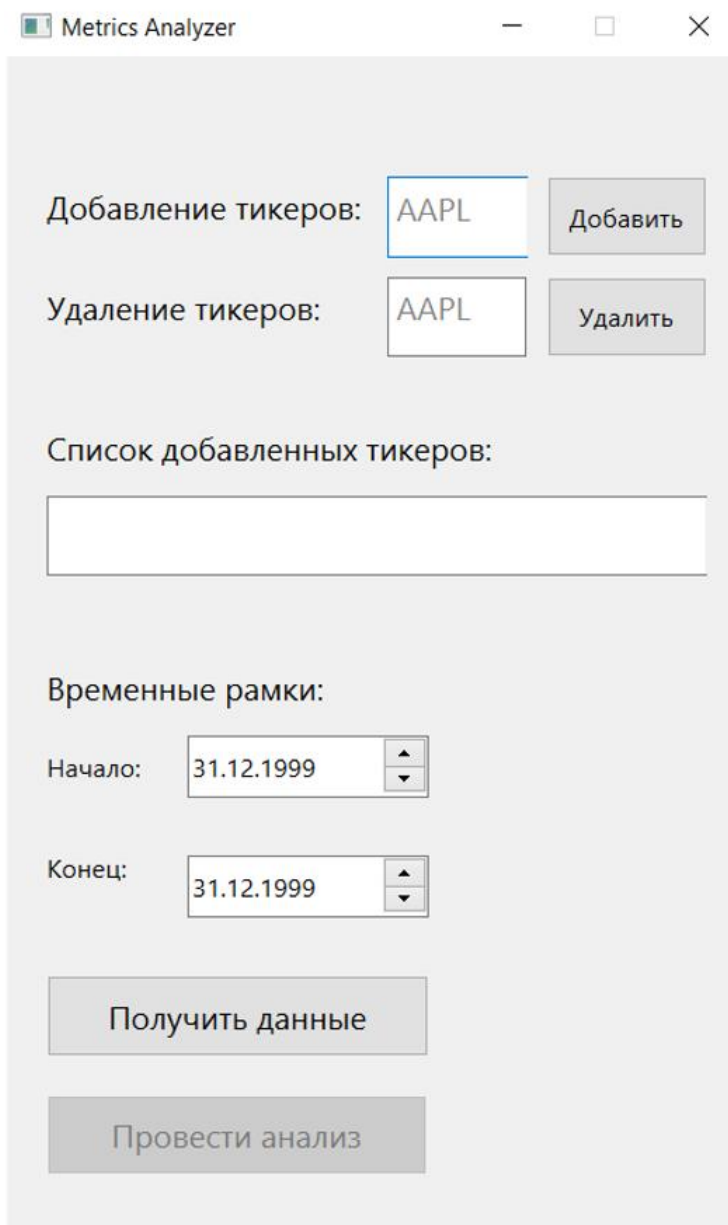 Metrics Analyzer
Добавление тикеров: AAPL Добавить
Удаление тикеров: AAPL Удалить
Список добавленных тикеров:
Временные рамки:
Начало: 31.12.1999
Конец: 31.12.1999
Получить данные
Провести анализ